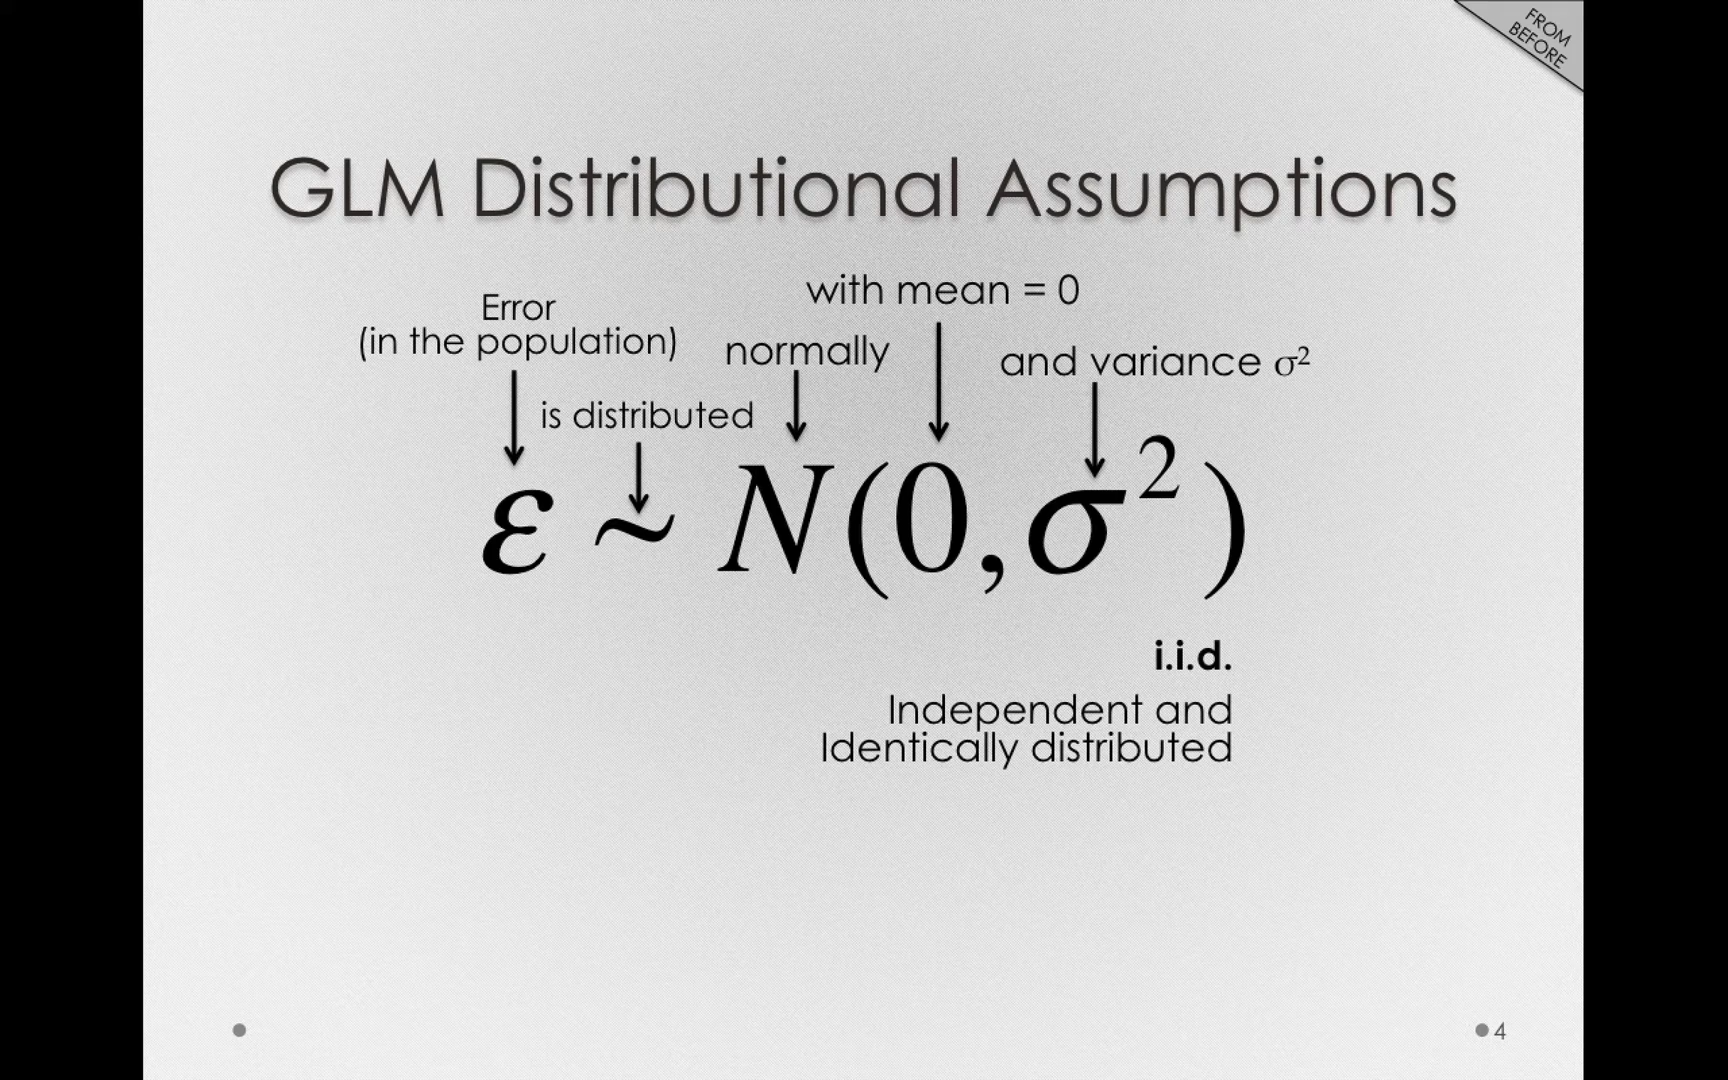 FROM
BEFORE
GLM Distributional Assumptions
with mean = 0
Error
(in the population)
normally
and variance σ²
is distributed
ε ~ N(0,σ²)
i.i.d.
Independent and
Identically distributed
4